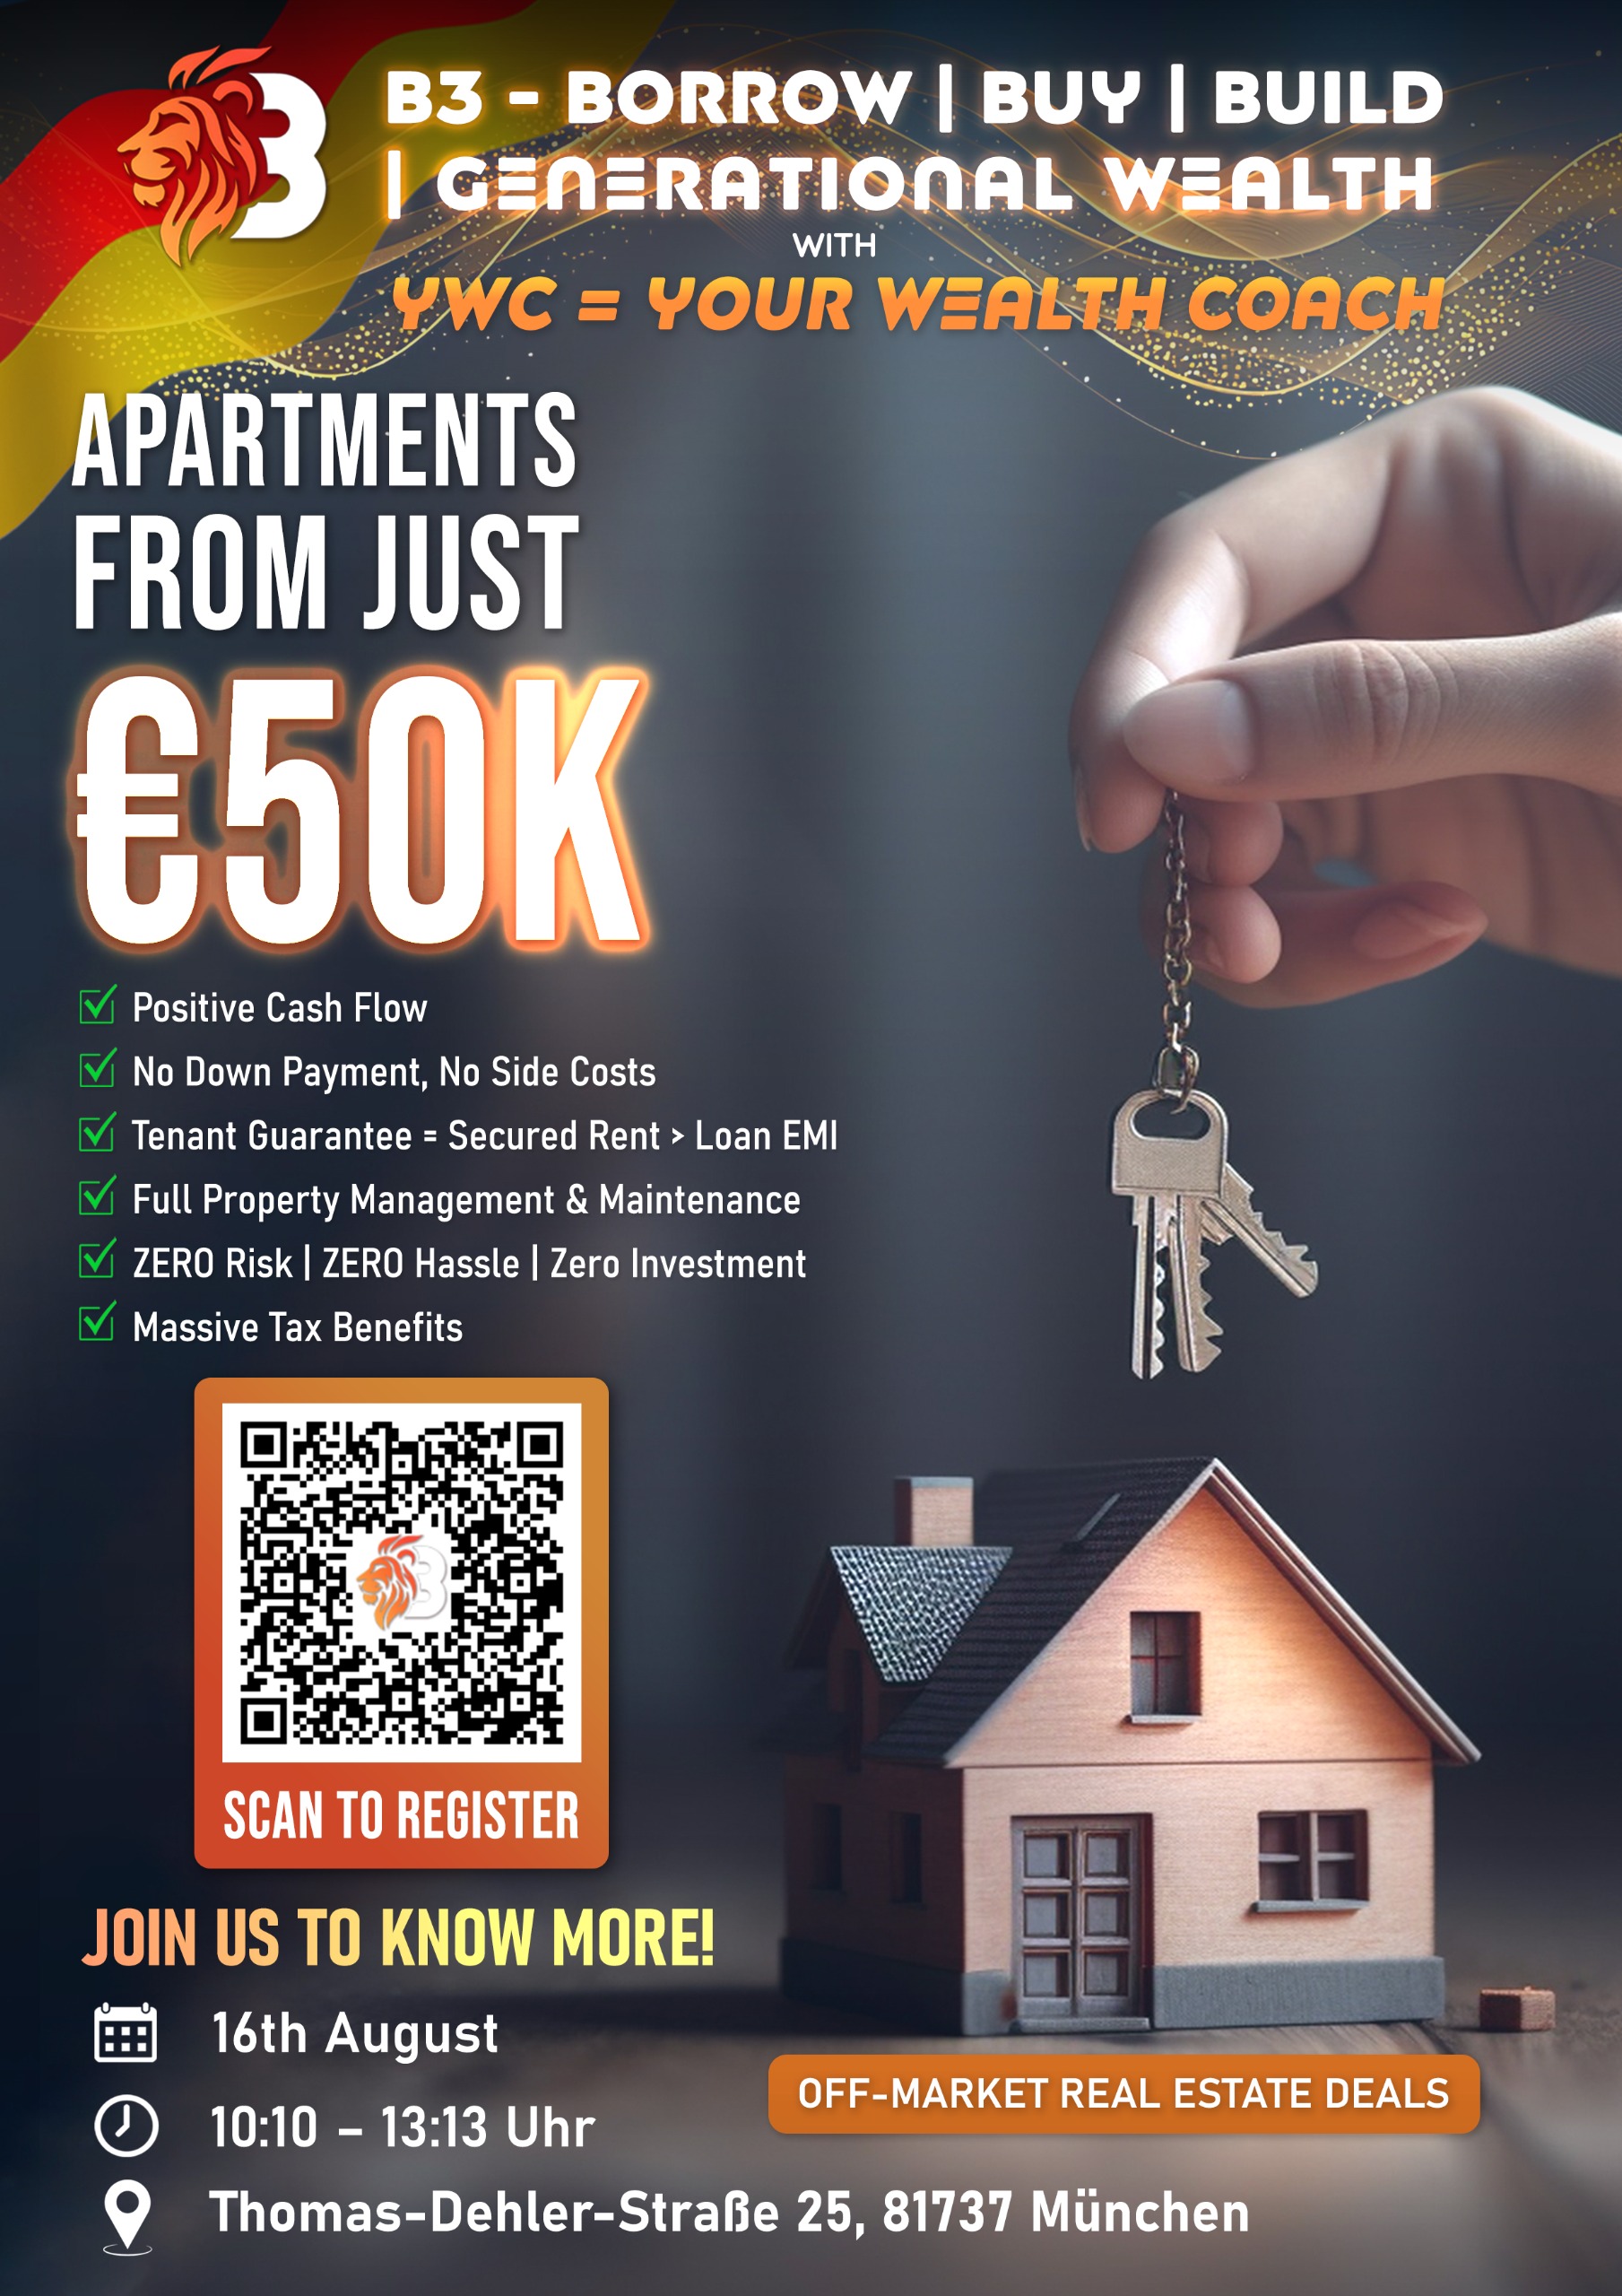 B
B3 - BORROW | BUY | BUILD
| GENERATIONAL WEALTH
WITH
YWC = YOUR WEALTH COACH
APARTMENTS
FROM JUST
€50K
Positive Cash Flow
No Down Payment, No Side Costs
Tenant Guarantee = Secured Rent > Loan EMI
Full Property Management & Maintenance
ZERO Risk | ZERO Hassle | Zero Investment
Massive Tax Benefits
B
SCAN TO REGISTER
JOIN US TO KNOW MORE!
16th August
10:10 – 13:13 Uhr
OFF-MARKET REAL ESTATE DEALS
Thomas-Dehler-Straße 25, 81737 München